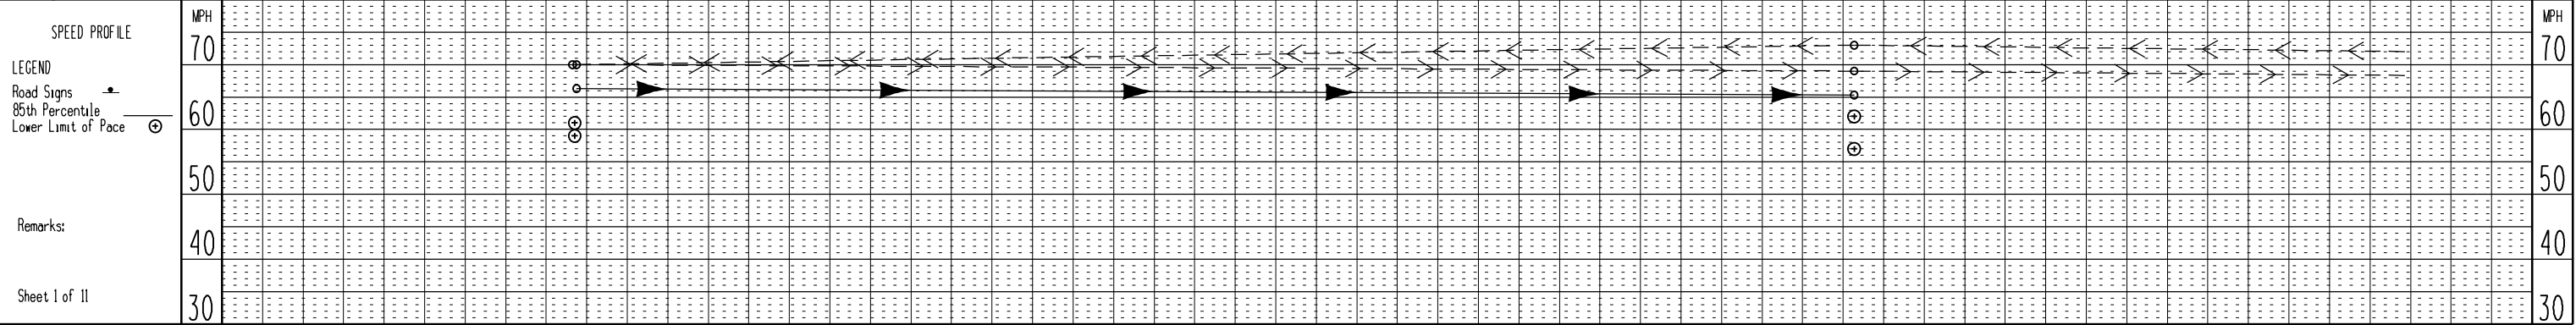 SPEED PROFILE
LEGEND
Road Signs
85th Percentile
Lower Limit of Pace
Remarks:
Sheet 1 of 11
MPH
70
60
50
40
30
MPH
70
60
50
40
30